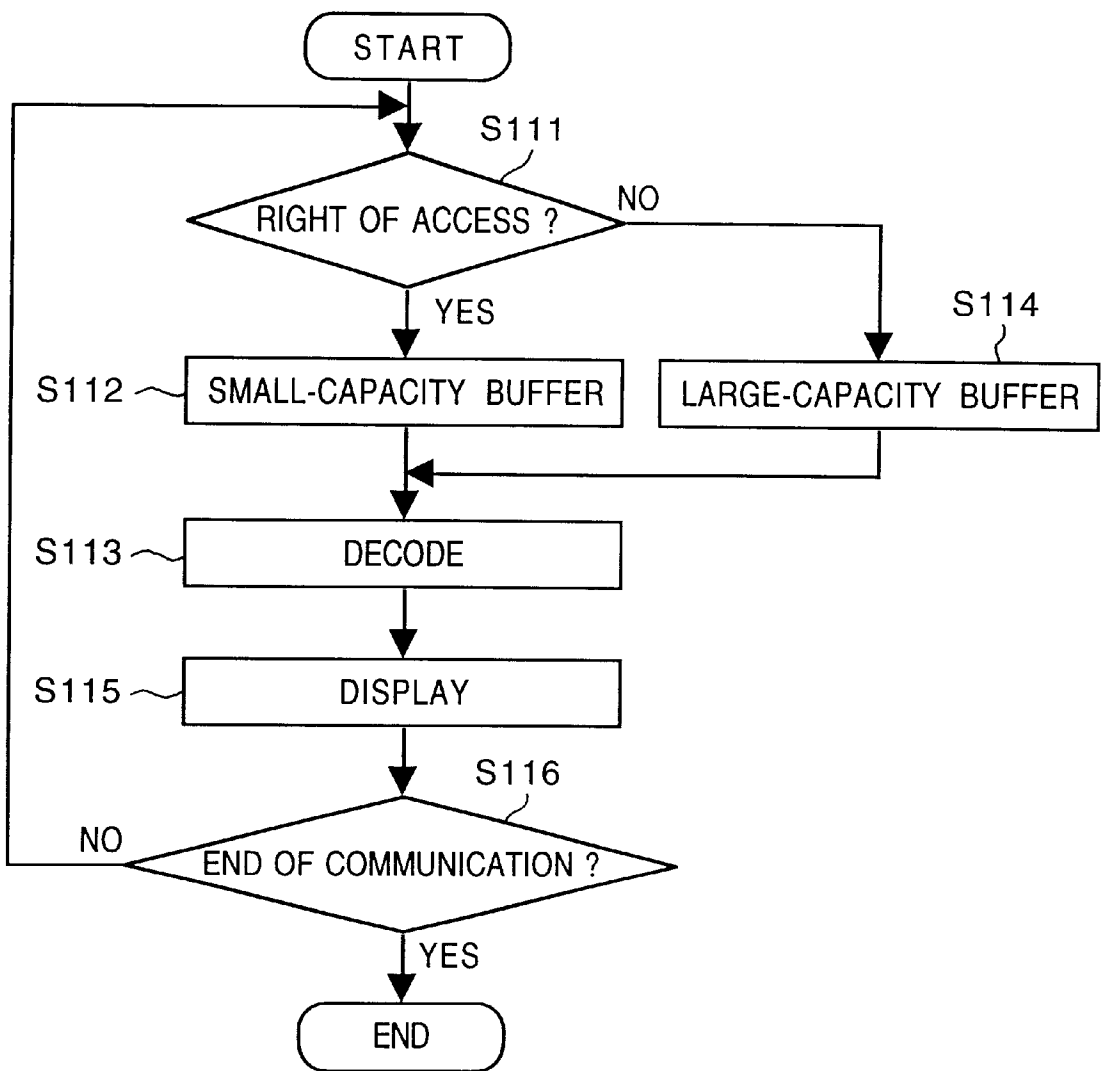 START
S111
RIGHT OF ACCESS ?
NO
YES
S114
S112
SMALL-CAPACITY BUFFER
LARGE-CAPACITY BUFFER
S113
DECODE
S115
DISPLAY
S116
NO
END OF COMMUNICATION ?
YES
END